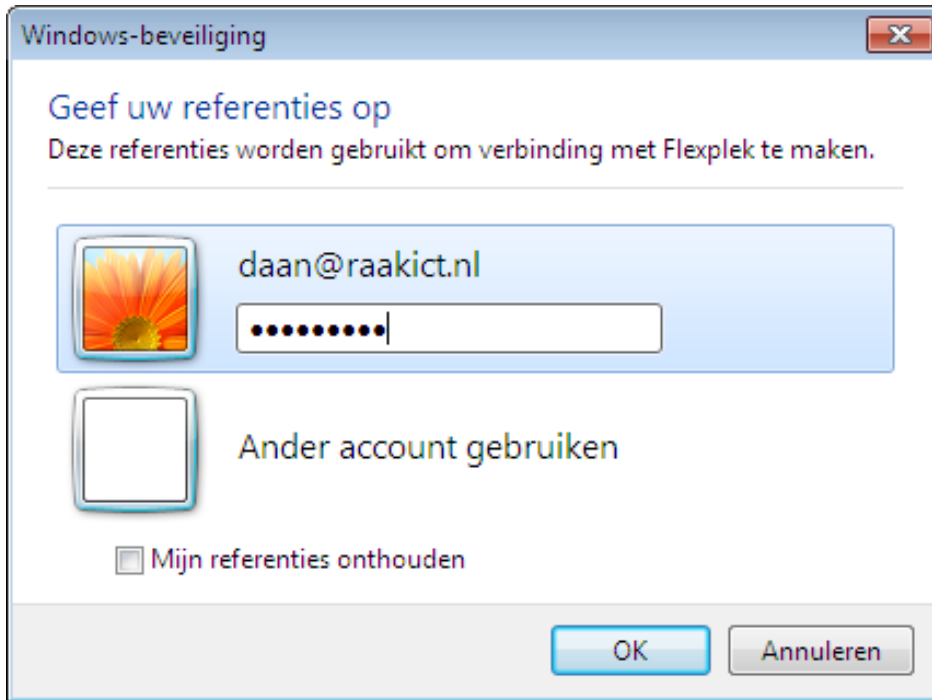 Windows-beveiliging
Geef uw referenties op
Deze referenties worden gebruikt om verbinding met Flexplek te maken.
daan@raakict.nl
•••••••••
Ander account gebruiken
Mijn referenties onthouden
OK
Annuleren